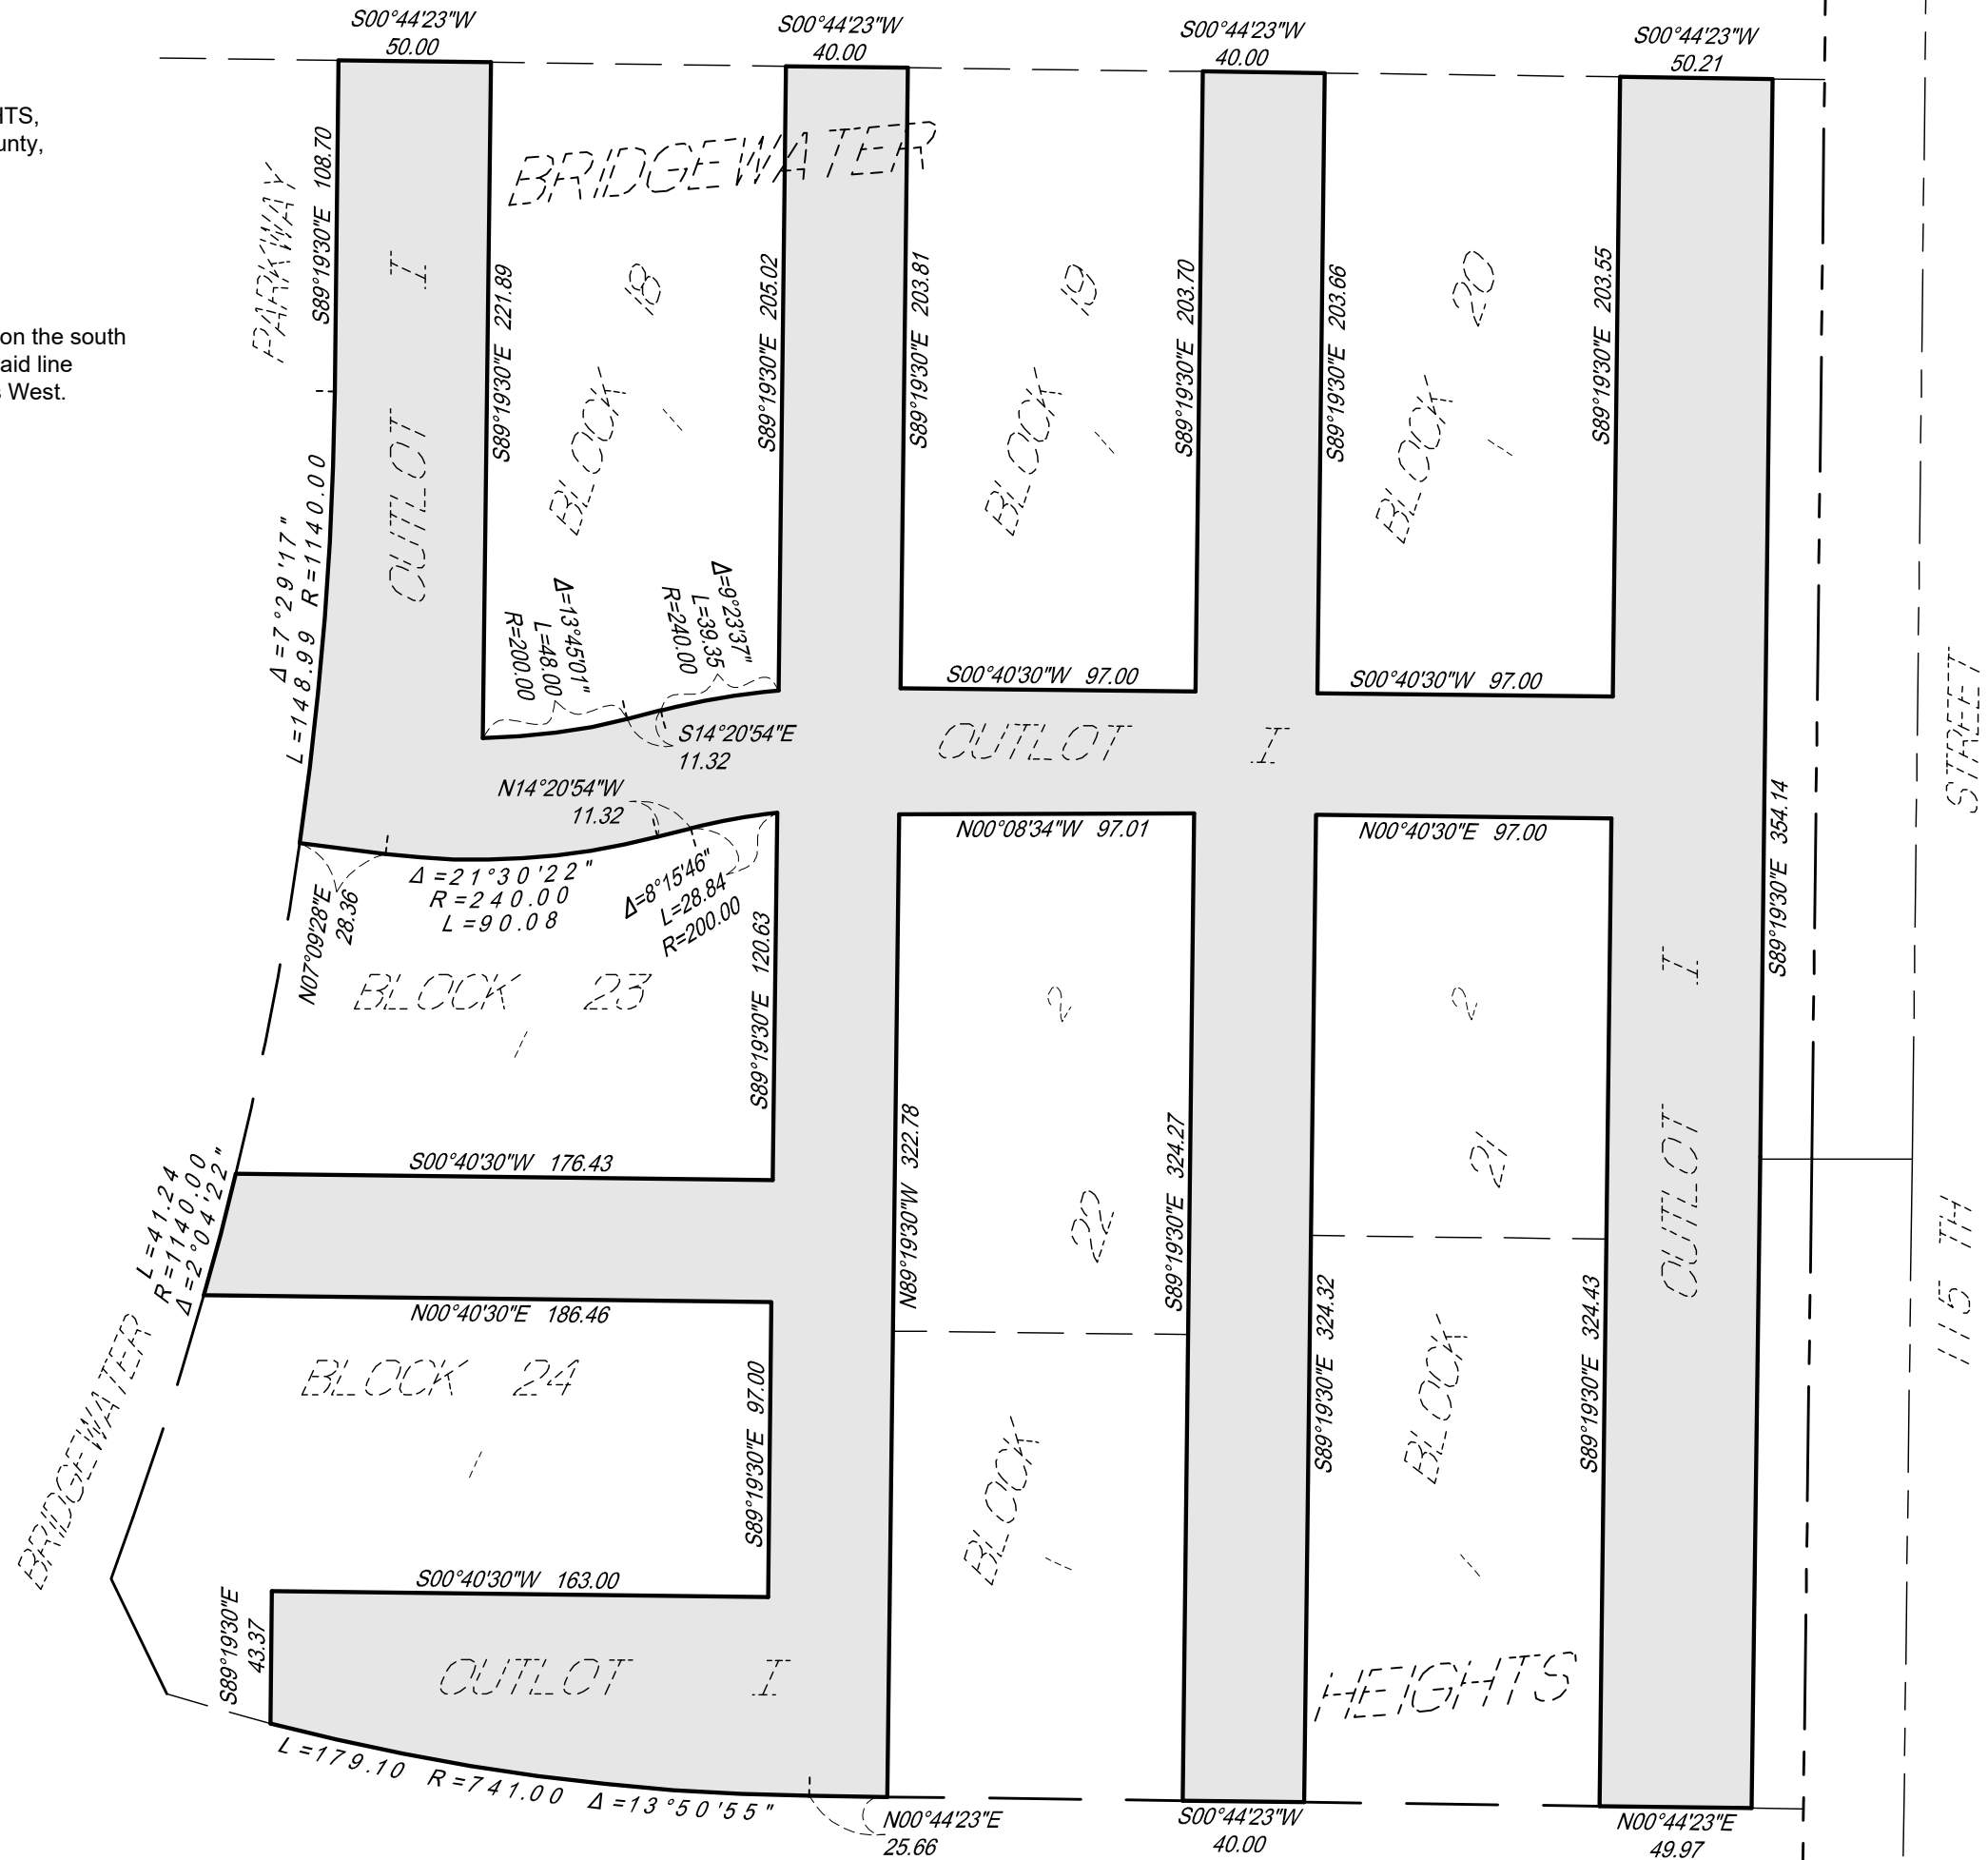 S00°44'23"W
50.00
S00°44'23"W
40.00
S00°44'23"W
40.00
S00°44'23"W
50.21
HTS,
unty,
on the south
aid line
s West.
PARKWAY
S89°19'30"E 108.70
OUTLOT I
BRIDGEWATER
S89°19'30"E 221.89
BLOCK 18
1
S89°19'30"E 205.02
S89°19'30"E 203.81
BLOCK 19
1
S89°19'30"E 203.70
S89°19'30"E 203.66
BLOCK 20
1
S89°19'30"E 203.55
Δ=7°29'17"
L=148.99 R=1140.00
Δ=13°45'01"
L=48.00
R=200.00
Δ=9°23'37"
L=39.35
R=240.00
S14°20'54"E
11.32
N14°20'54"W
11.32
S00°40'30"W 97.00
S00°40'30"W 97.00
OUTLOT I
N00°08'34"W 97.01
N00°40'30"E 97.00
S89°19'30"E 354.14
STREET
115 TH
Δ=21°30'22"
R=240.00
L=90.08
Δ=8°15'46"
L=28.84
R=200.00
N07°09'28"E
28.36
BLOCK 23
1
S89°19'30"E 120.63
S00°40'30"W 176.43
L=41.24
R=1140.00
Δ=2°04'22"
N00°40'30"E 186.46
BLOCK 24
1
BRIDGEWATER
S89°19'30"E 97.00
S00°40'30"W 163.00
S89°19'30"E
43.37
OUTLOT I
N89°19'30"W 322.78
2
BLOCK 22
1
S89°19'30"E 324.27
2
BLOCK 21
1
S89°19'30"E 324.32
S89°19'30"E 324.43
OUTLOT I
HEIGHTS
L=179.10 R=741.00 Δ=13°50'55"
N00°44'23"E
25.66
S00°44'23"W
40.00
N00°44'23"E
49.97